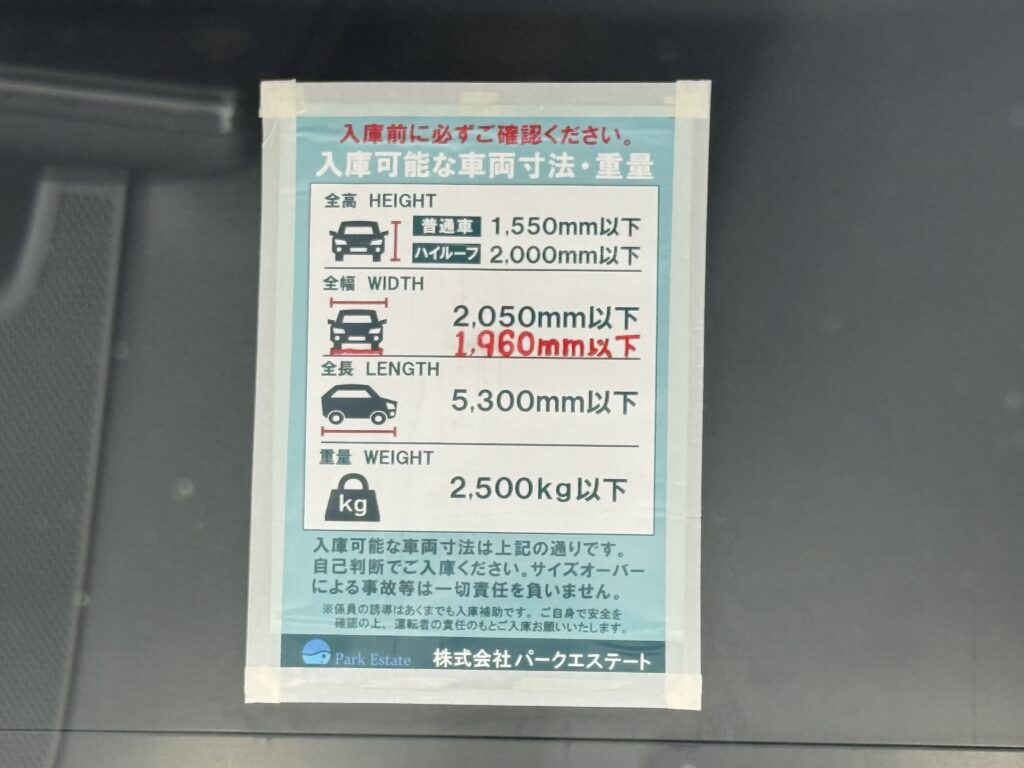 入庫前に必ずご確認ください。
入庫可能な車両寸法・重量
全高 HEIGHT
普通車 1,550mm以下
ハイルーフ 2,000mm以下
全幅 WIDTH
2,050mm以下
1,960mm以下
全長 LENGTH
5,300mm以下
重量 WEIGHT
kg
2,500kg以下
入庫可能な車両寸法は上記の通りです。
自己判断でご入庫ください。サイズオーバー
による事故等は一切責任を負いません。
※係員の誘導はあくまでも入庫補助です。ご自身で安全を
確認の上、運転者の責任のもとご入庫お願いいたします。
Park Estate 株式会社パークエステート